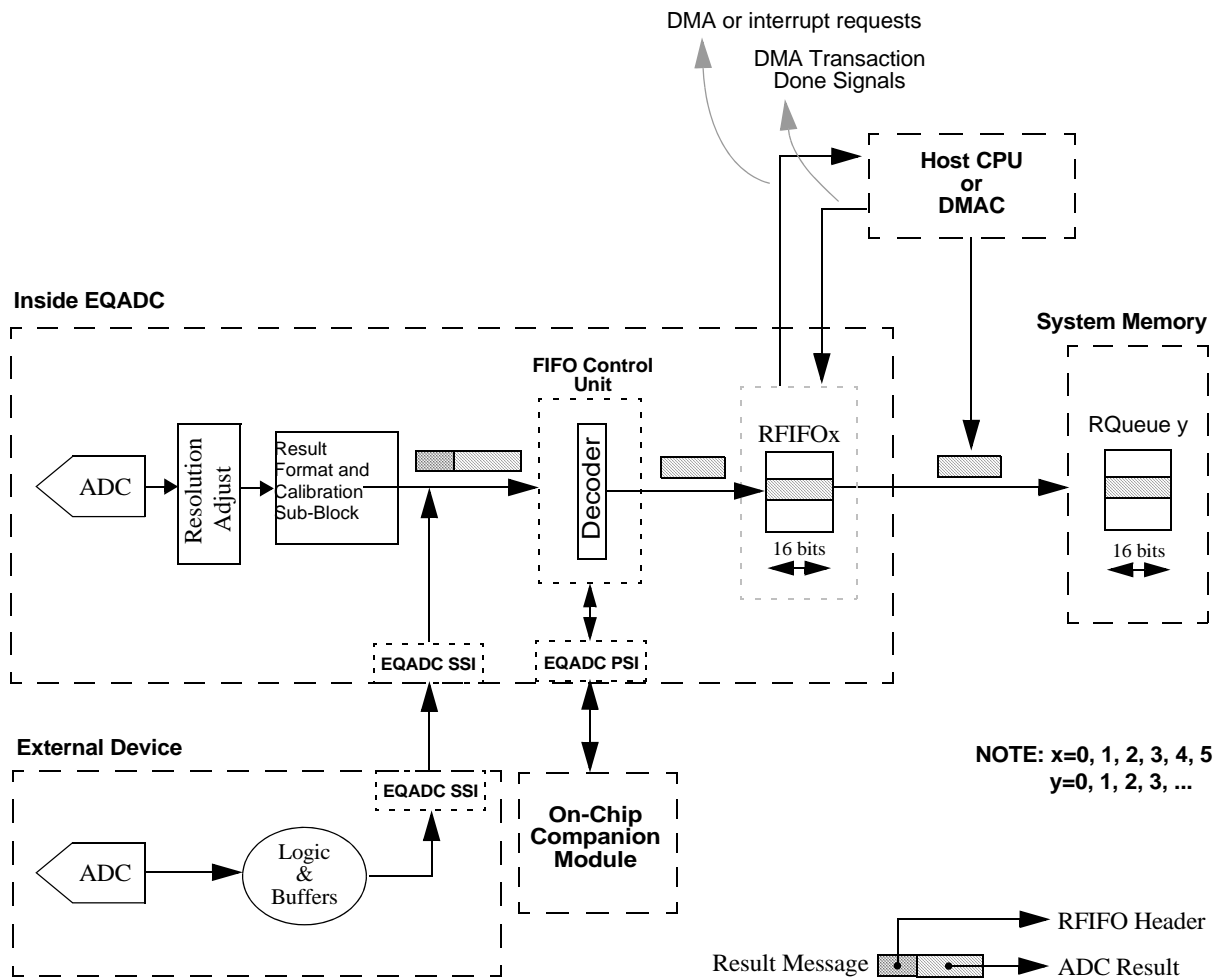 DMA or interrupt requests
DMA Transaction
Done Signals
Host CPU
or
DMAC
Inside EQADC
System Memory
FIFO Control
Unit
RFIFOx
RQueue y
ADC
Resolution
Adjust
Result
Format and
Calibration
Sub-Block
Decoder
16 bits
16 bits
EQADC SSI
EQADC PSI
External Device
NOTE: x=0, 1, 2, 3, 4, 5
y=0, 1, 2, 3, ...
EQADC SSI
On-Chip
Companion
Module
ADC
Logic
&
Buffers
RFIFO Header
Result Message
ADC Result